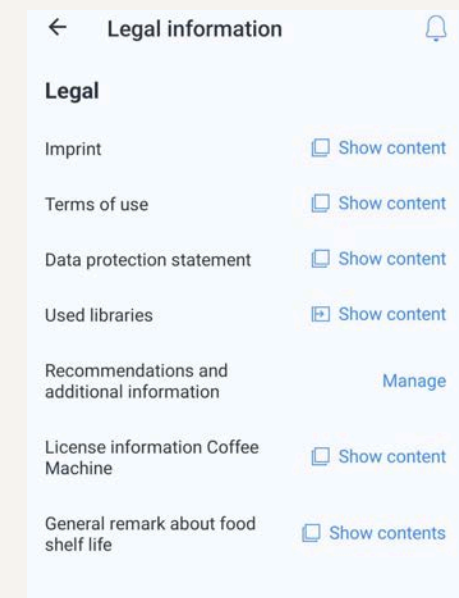 Legal information
Legal
Imprint
Show content
Terms of use
Show content
Data protection statement
Show content
Used libraries
Show content
Recommendations and
additional information
Manage
License information Coffee
Machine
Show content
General remark about food
shelf life
Show contents